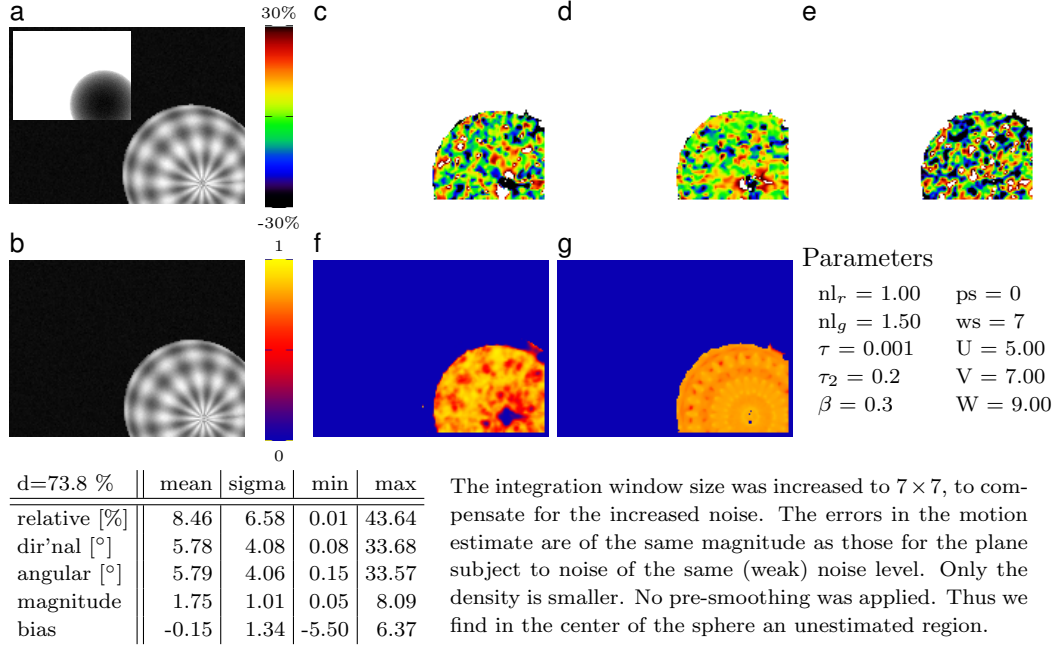 a
30%
c
d
e
-30%
b
1
f
g
0
Parameters
nl_r = 1.00 ps = 0
nl_g = 1.50 ws = 7
τ = 0.001 U = 5.00
τ_2 = 0.2 V = 7.00
β = 0.3 W = 9.00
d=73.8 % mean sigma min max
relative [%] 8.46 6.58 0.01 43.64
dir'nal [°] 5.78 4.08 0.08 33.68
angular [°] 5.79 4.06 0.15 33.57
magnitude 1.75 1.01 0.05 8.09
bias -0.15 1.34 -5.50 6.37
The integration window size was increased to 7×7, to com-
pensate for the increased noise. The errors in the motion
estimate are of the same magnitude as those for the plane
subject to noise of the same (weak) noise level. Only the
density is smaller. No pre-smoothing was applied. Thus we
find in the center of the sphere an unestimated region.